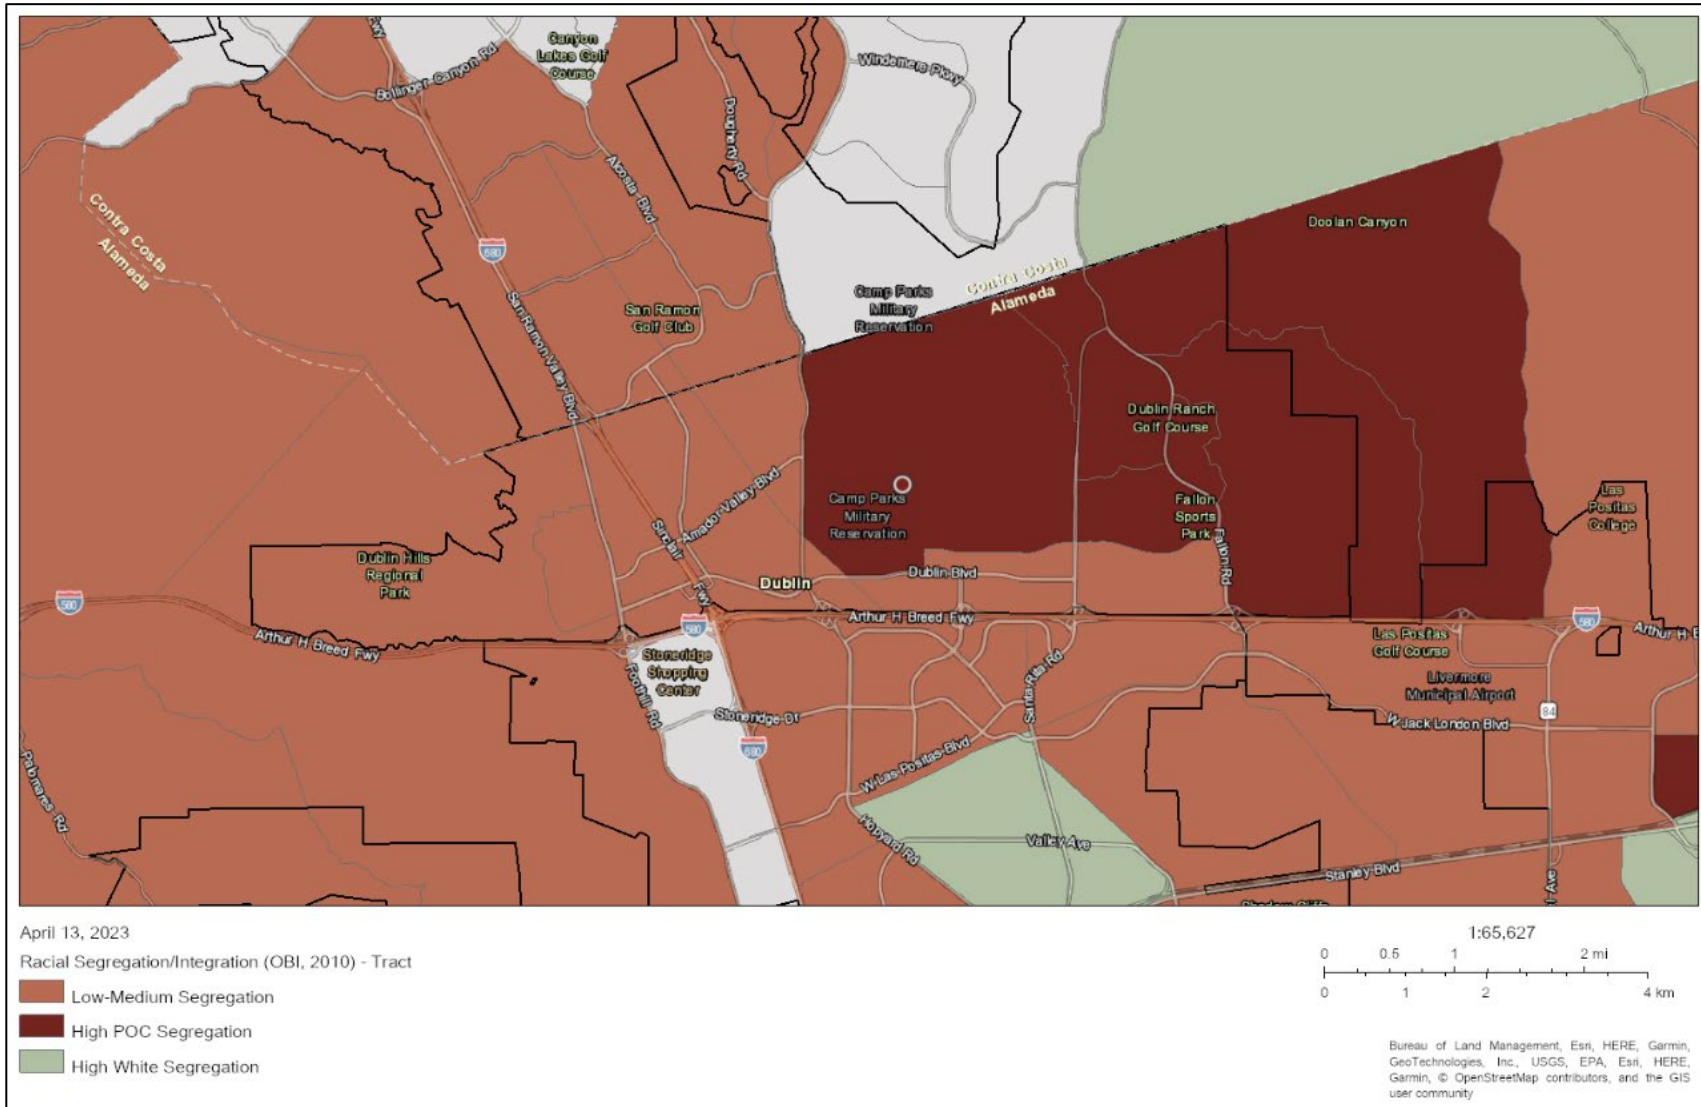 Canyon
Lakes Golf
Course
Windemere Pkwy
Bollinger Canyon Rd
Dougherty Rd
Alcosta Blvd
Contra Costa
Alameda
Doolan Canyon
680
San Ramon
Golf Club
San Ramon Valley Blvd
Camp Parks
Military
Reservation
Contra Costa
Alameda
Dublin Ranch
Golf Course
Amador Valley Blvd
Camp Parks
Military
Reservation
Fallon
Sports
Park
Las
Positas
College
Sinclair
Fwy
Fallon Rd
Dublin Hills
Regional
Park
Dublin
Dublin Blvd
580
Arthur H Breed Fwy
580
Arthur H Breed Fwy
580
Las Positas
Golf Course
Stoneridge
Shopping
Center
Foothill Rd
Santa Rita Rd
Livermore
Municipal Airport
84
Stoneridge Dr
W Jack London Blvd
680
W Las Positas Blvd
Palomares Rd
Hopyard Rd
Valley Ave
Stanley Blvd
April 13, 2023
Racial Segregation/Integration (OBI, 2010) - Tract
Low-Medium Segregation
High POC Segregation
High White Segregation
1:65,627
0 0.5 1 2 mi
0 1 2 4 km
Bureau of Land Management, Esri, HERE, Garmin,
GeoTechnologies, Inc., USGS, EPA, Esri, HERE,
Garmin, © OpenStreetMap contributors, and the GIS
user community